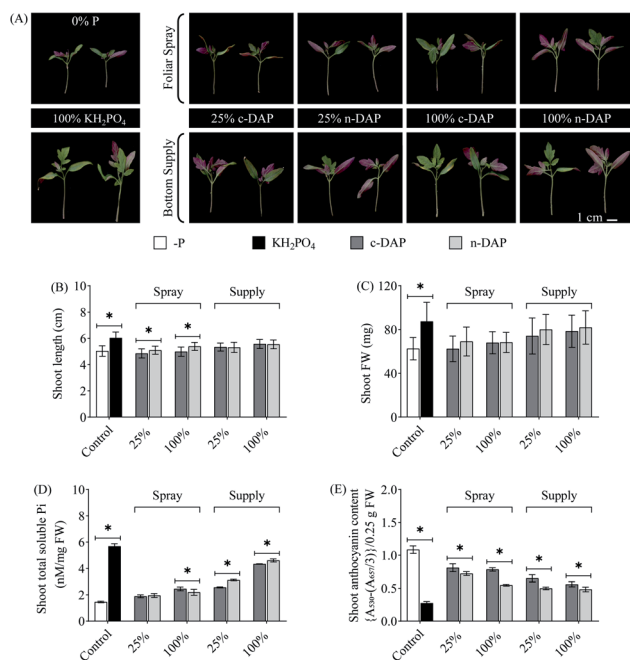 (A)
0% P
Foliar Spray
100% KH₂PO₄
25% c-DAP
25% n-DAP
100% c-DAP
100% n-DAP
Bottom Supply
1 cm
-P
KH₂PO₄
c-DAP
n-DAP
(B)
Spray
Supply
Shoot length (cm)
10
8
6
4
2
0
*
*
*
Control
25%
100%
25%
100%
(C)
Spray
Supply
Shoot FW (mg)
120
80
40
0
*
Control
25%
100%
25%
100%
(D)
Spray
Supply
Shoot total soluble Pi
(nM/mg FW)
8
6
4
2
0
*
*
*
*
Control
25%
100%
25%
100%
(E)
Spray
Supply
Shoot anthocyanin content
{A₅₃₀-(A₆₅₇/3)}/0.25 g FW
2.0
1.5
1.0
0.5
0.0
*
*
*
*
*
Control
25%
100%
25%
100%